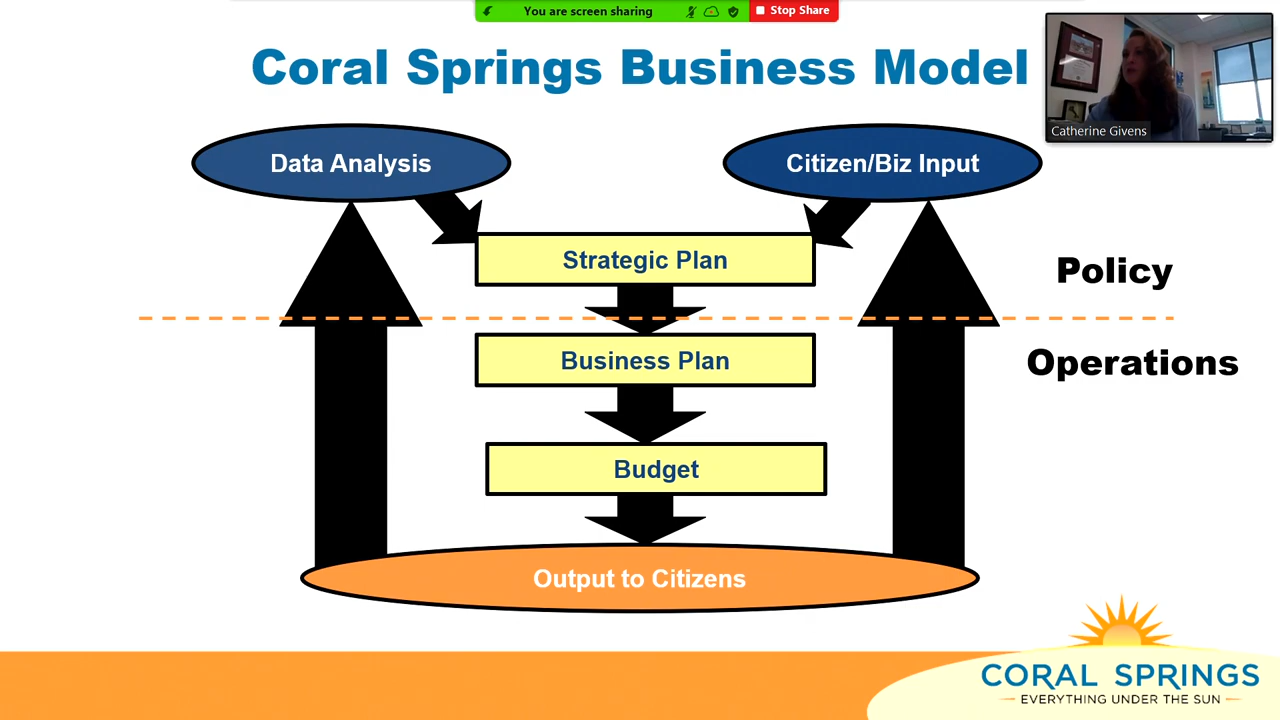 You are screen sharing
Stop Share
Coral Springs Business Model
Catherine Givens
Data Analysis
Citizen/Biz Input
Strategic Plan
Policy
Business Plan
Operations
Budget
Output to Citizens
CORAL SPRINGS
EVERYTHING UNDER THE SUN